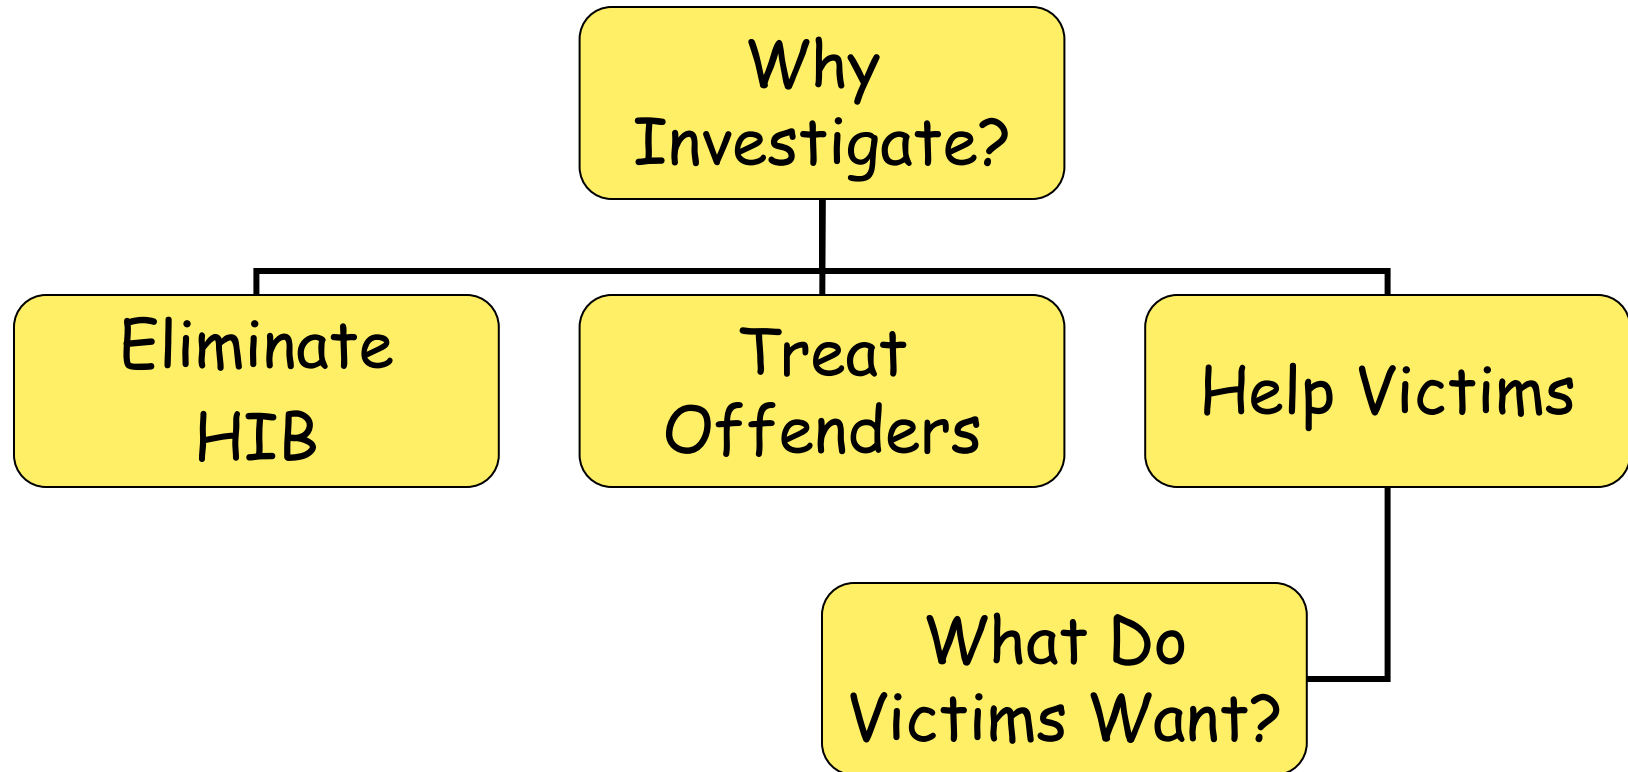 Why
Investigate?
Eliminate
HIB
Treat
Offenders
Help Victims
What Do
Victims Want?